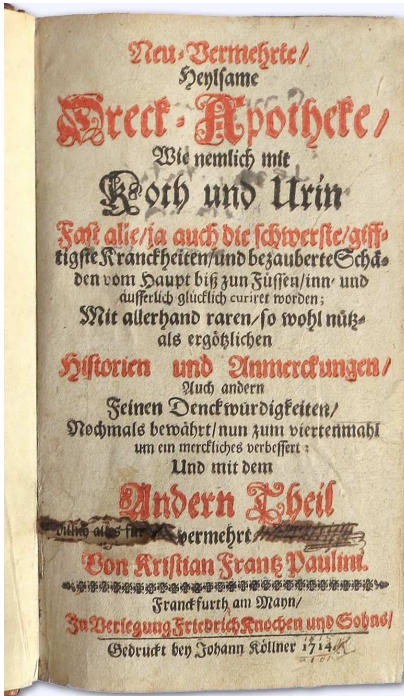 Neu-Vermehrte/
Heylsame
Dreck-Apotheke/
Wie nemlich mit
Koth und Urin
Fast alle/ja auch die schwerste/giff-
tigste Kranckheiten/und bezauberte Schä-
den vom Haupt biß zun Füssen/inn- und
äusserlich glücklich curiret worden;
Mit allerhand raren/so wohl nütz-
als ergötzlichen
Historien und Anmerckungen/
Auch andern
Feinen Denckwürdigkeiten/
Nochmals bewährt/nun zum viertenmahl
um ein merckliches verbessert:
Und mit dem
Andern Theil
vermehrt
Von Kristian Frantz Paulini.
Franckfurth am Mayn/
In Verlegung Friedrich Knochen und Sohns/
Gedruckt bey Johann Köllner 1714.